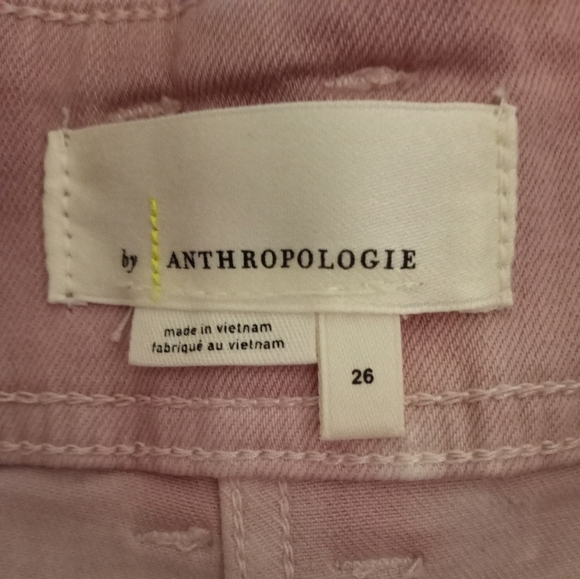 by ANTHROPOLOGIE
made in vietnam
fabriqué au vietnam
26